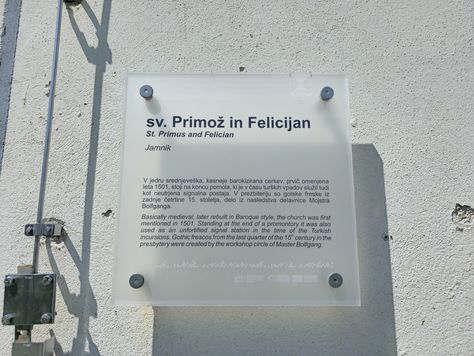 sv. Primož in Felicijan
St. Primus and Felician
Jamnik
V jedru srednjeveška, kasneje barokizirana cerkev, prvič omenjena
leta 1501, stoji na koncu pomola, ki je v času turških vpadov služil tudi
kot neutrjena signalna postaja. V prezbiteriju so gotske freske iz
zadnje četrtine 15. stoletja, delo iz nasledstva delavnice Mojstra
Bolfganga.
Basically medieval, later rebuilt in Baroque style, the church was first
mentioned in 1501. Standing at the end of a promontory it was also
used as an unfortified signal station in the time of the Turkish
incursions. Gothic frescos from the last quarter of the 15th century in the
presbytery were created by the workshop circle of Master Bolfgang.